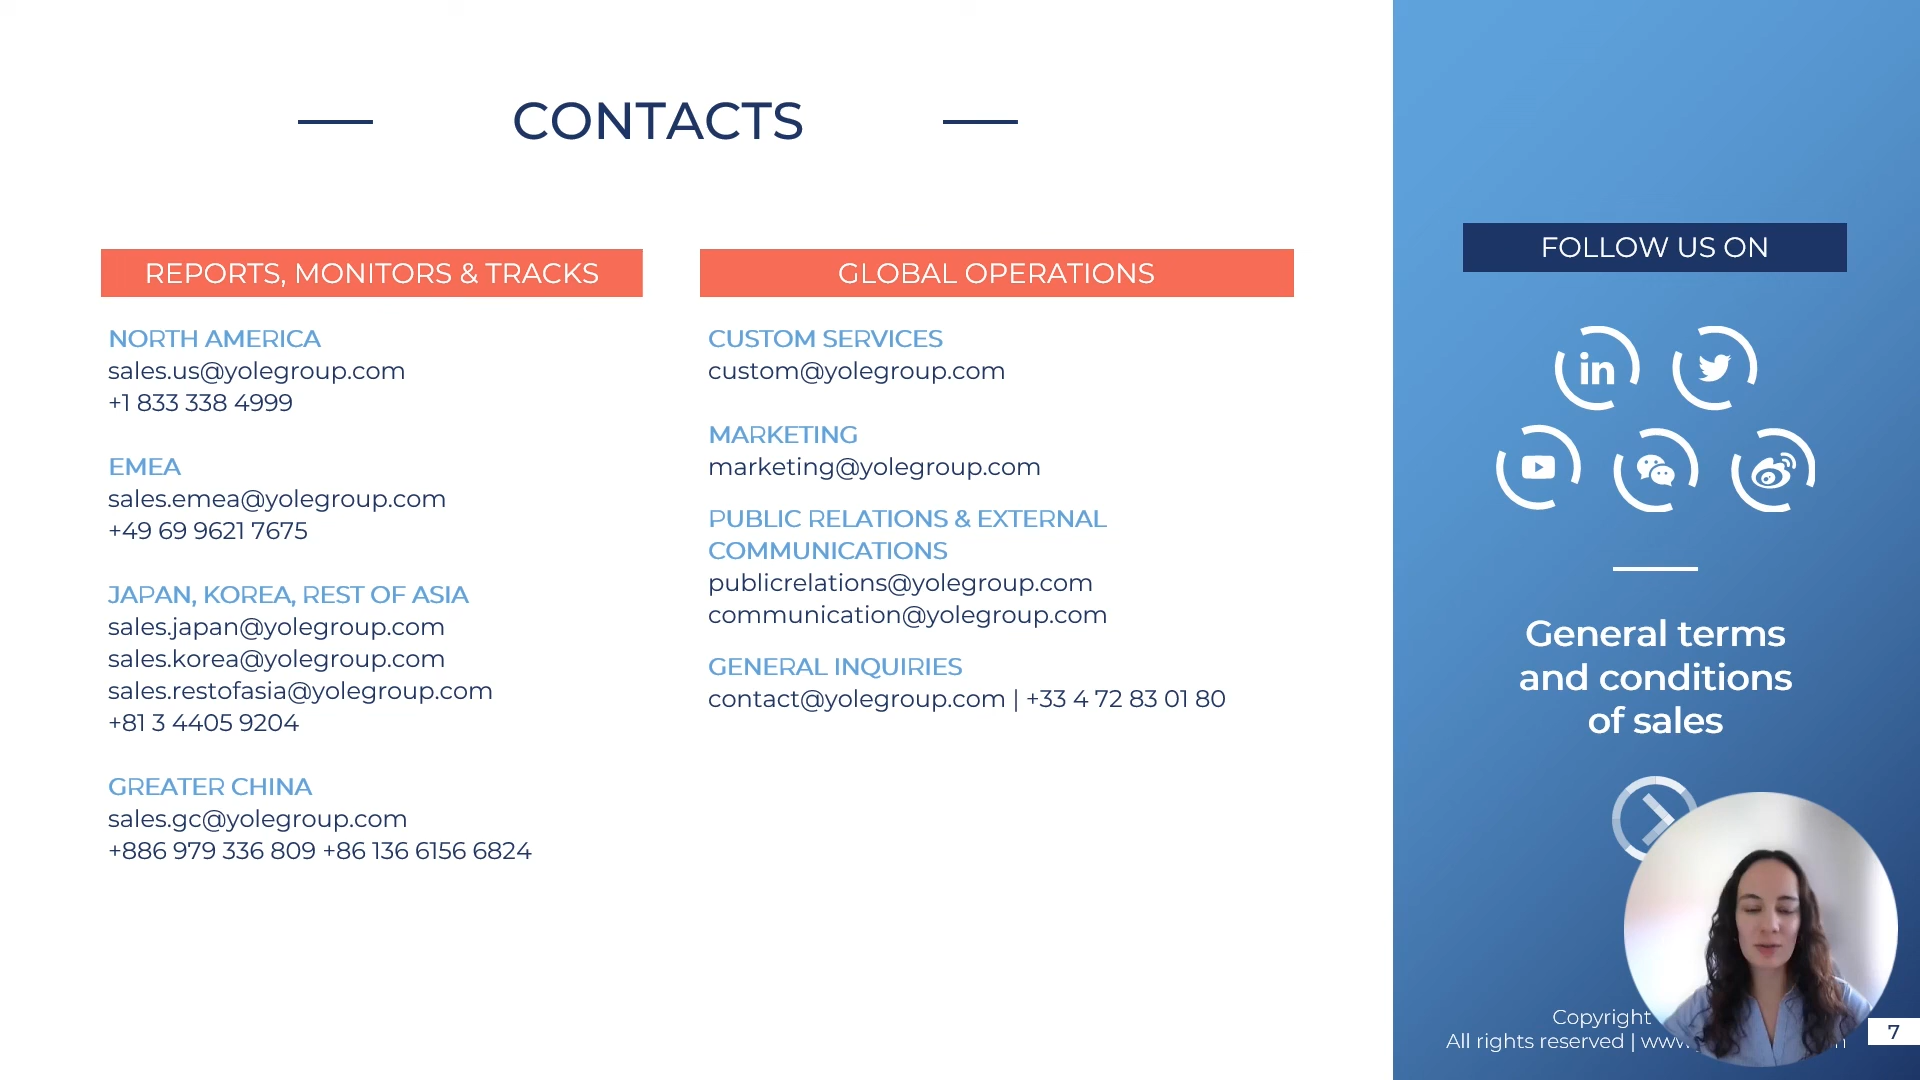 CONTACTS
REPORTS, MONITORS & TRACKS
NORTH AMERICA
sales.us@yolegroup.com
+1 833 338 4999
EMEA
sales.emea@yolegroup.com
+49 69 9621 7675
JAPAN, KOREA, REST OF ASIA
sales.japan@yolegroup.com
sales.korea@yolegroup.com
sales.restofasia@yolegroup.com
+81 3 4405 9204
GREATER CHINA
sales.gc@yolegroup.com
+886 979 336 809 +86 136 6156 6824
GLOBAL OPERATIONS
CUSTOM SERVICES
custom@yolegroup.com
MARKETING
marketing@yolegroup.com
PUBLIC RELATIONS & EXTERNAL
COMMUNICATIONS
publicrelations@yolegroup.com
communication@yolegroup.com
GENERAL INQUIRIES
contact@yolegroup.com | +33 4 72 83 01 80
FOLLOW US ON
in
General terms
and conditions
of sales
Copyright
All rights reserved |
7